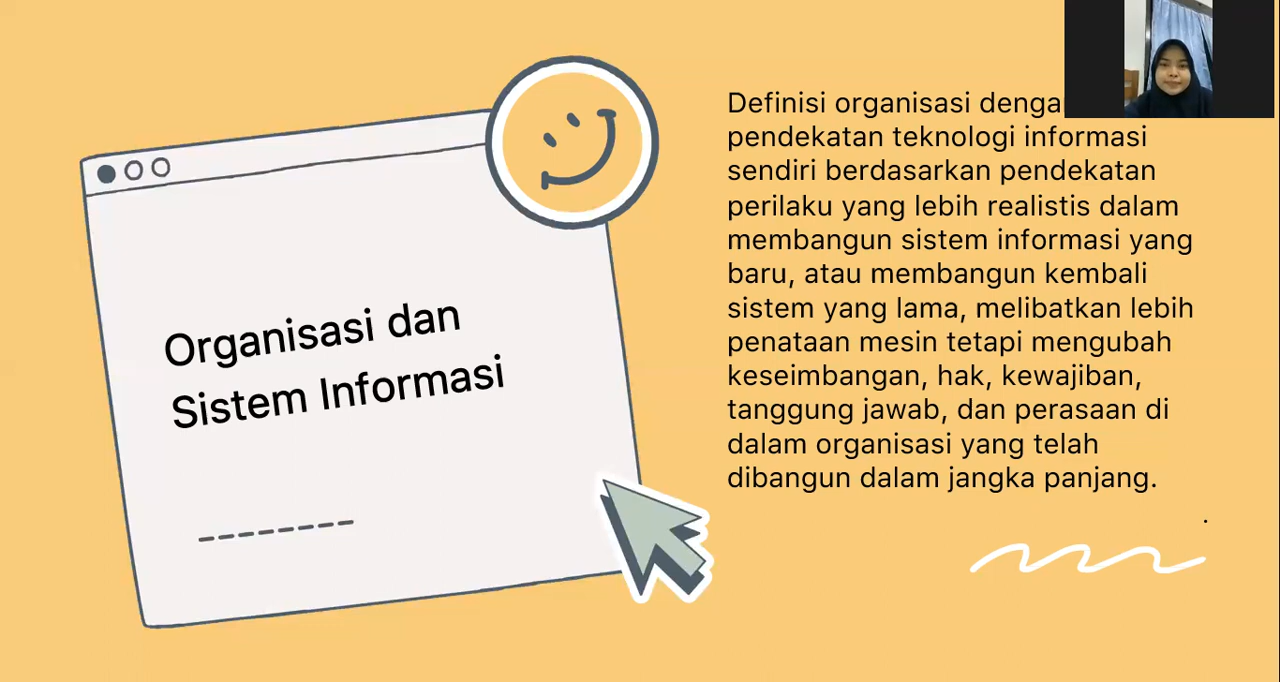 Organisasi dan
Sistem Informasi
Definisi organisasi
pendekatan teknologi informasi
sendiri berdasarkan pendekatan
perilaku yang lebih realistis dalam
membangun sistem informasi yang
baru, atau membangun kembali
sistem yang lama, melibatkan lebih
penataan mesin tetapi mengubah
keseimbangan, hak, kewajiban,
tanggung jawab, dan perasaan di
dalam organisasi yang telah
dibangun dalam jangka panjang.
.